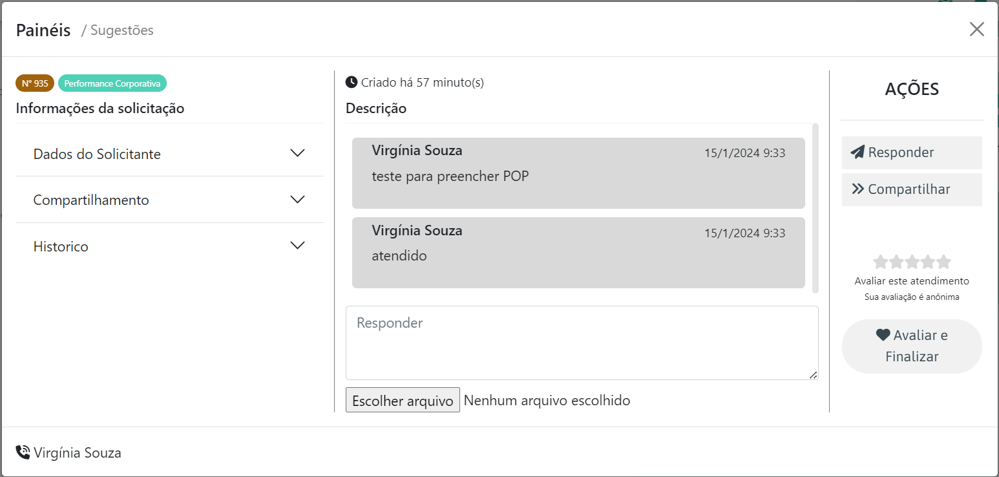 Painéis / Sugestões
N° 935 Performance Corporativa
Informações da solicitação
Dados do Solicitante
Compartilhamento
Historico
Criado há 57 minuto(s)
Descrição
Virgínia Souza 15/1/2024 9:33
teste para preencher POP
Virgínia Souza 15/1/2024 9:33
atendido
Responder
Escolher arquivo Nenhum arquivo escolhido
AÇÕES
Responder
Compartilhar
Avaliar este atendimento
Sua avaliação é anônima
Avaliar e
Finalizar
Virgínia Souza